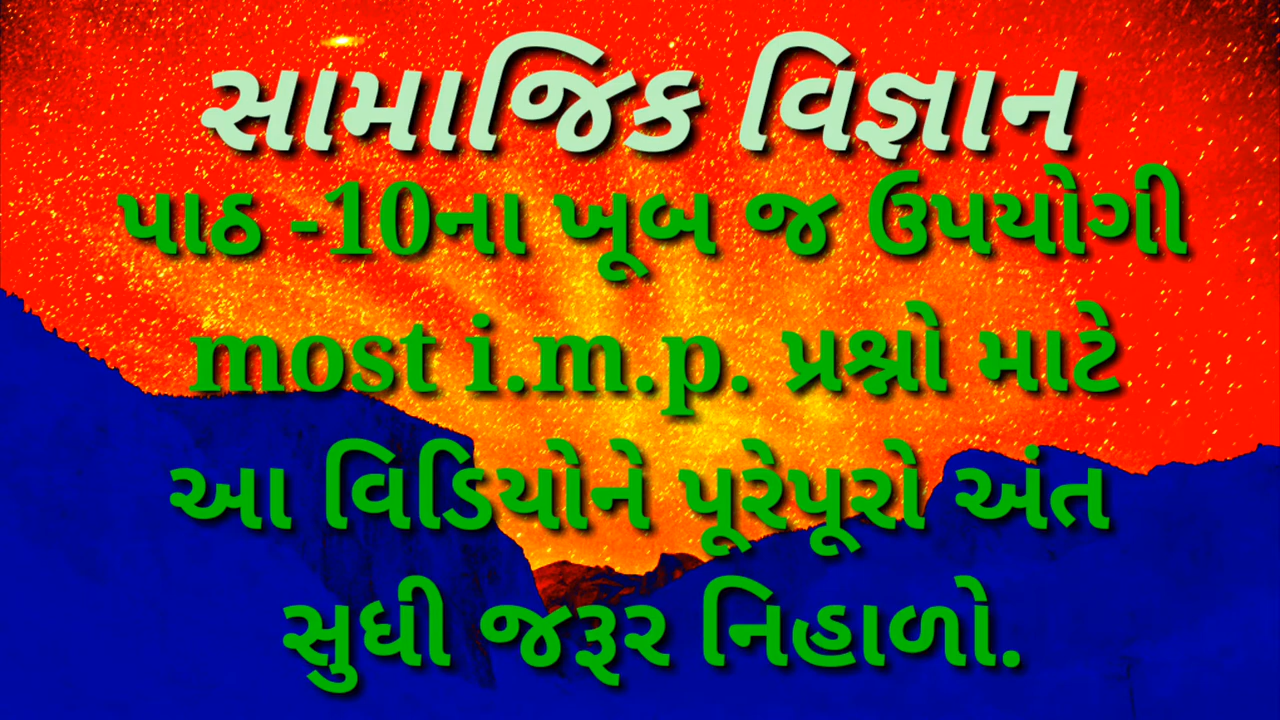 સામાજિક વિજ્ઞાન
પાઠ -10ના ખૂબ જ ઉપયોગી
most i.m.p. પ્રશ્નો માટે
આ વિડિયોને પૂરેપૂરો અંત
સુધી જરૂર નિહાળો.